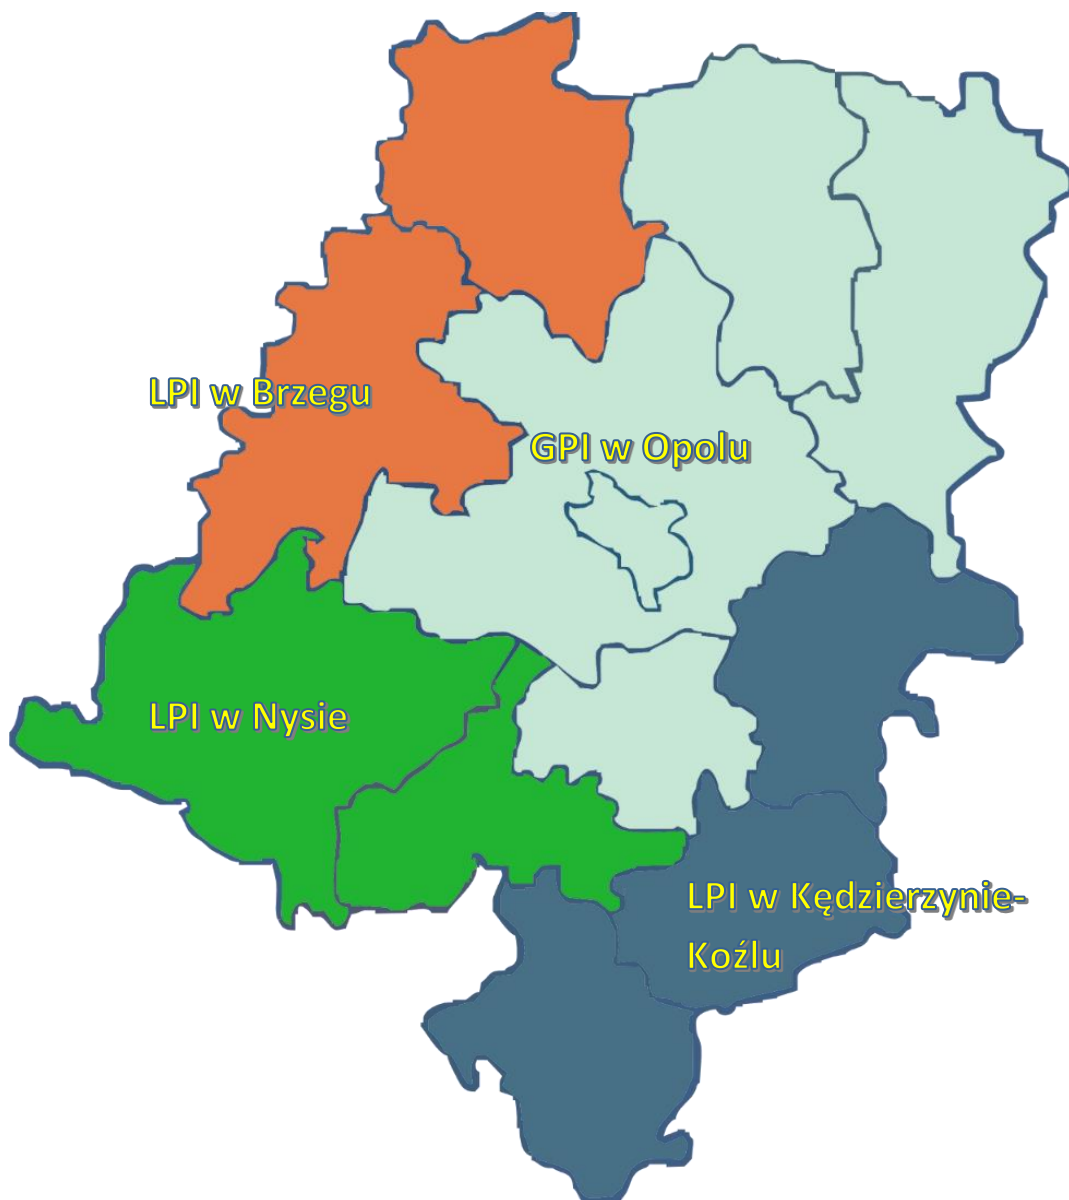 LPI w Brzegu
GPI w Opolu
LPI w Nysie
LPI w Kędzierzynie-
Koźlu